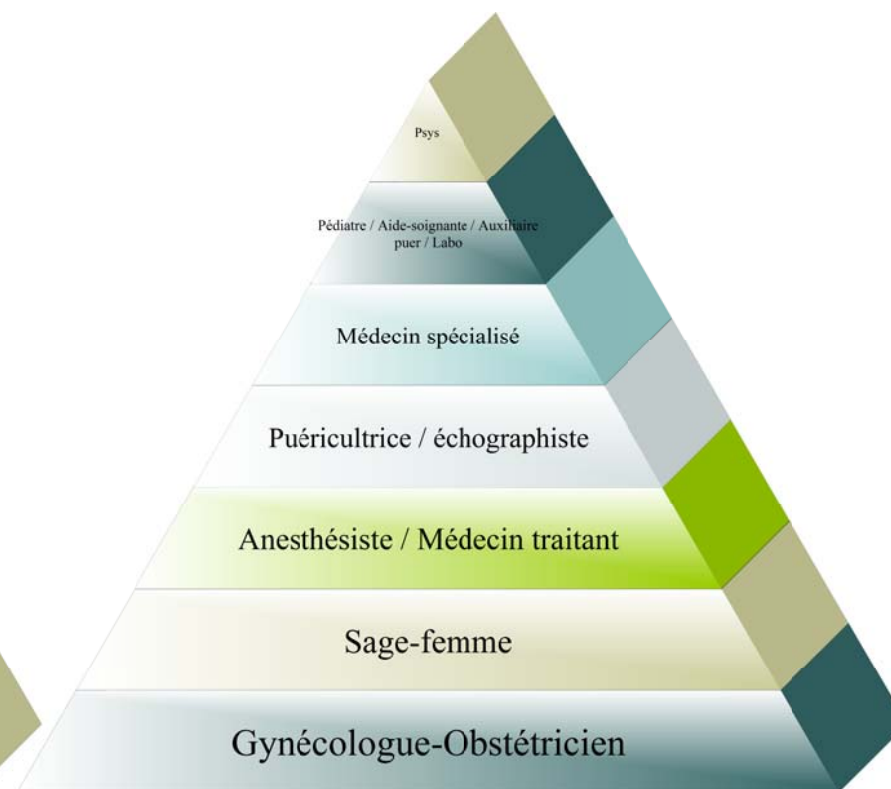 Psys
Pédiatre / Aide-soignante / Auxiliaire
puer / Labo
Médecin spécialisé
Puéricultrice / échographiste
Anesthésiste / Médecin traitant
Sage-femme
Gynécologue-Obstétricien